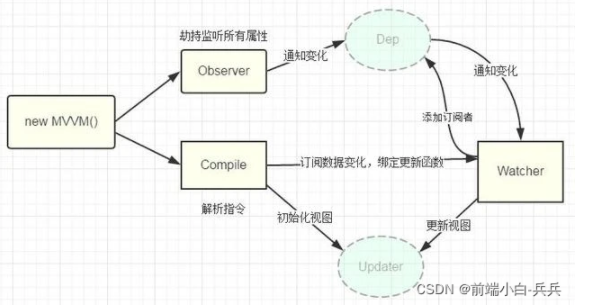 劫持监听所有属性
Dep
Observer
通知变化
通知变化
new MVVM()
添加订阅者
Compile
订阅数据变化，绑定更新函数
Watcher
解析指令
初始化视图
更新视图
Updater
CSDN @前端小白-兵兵